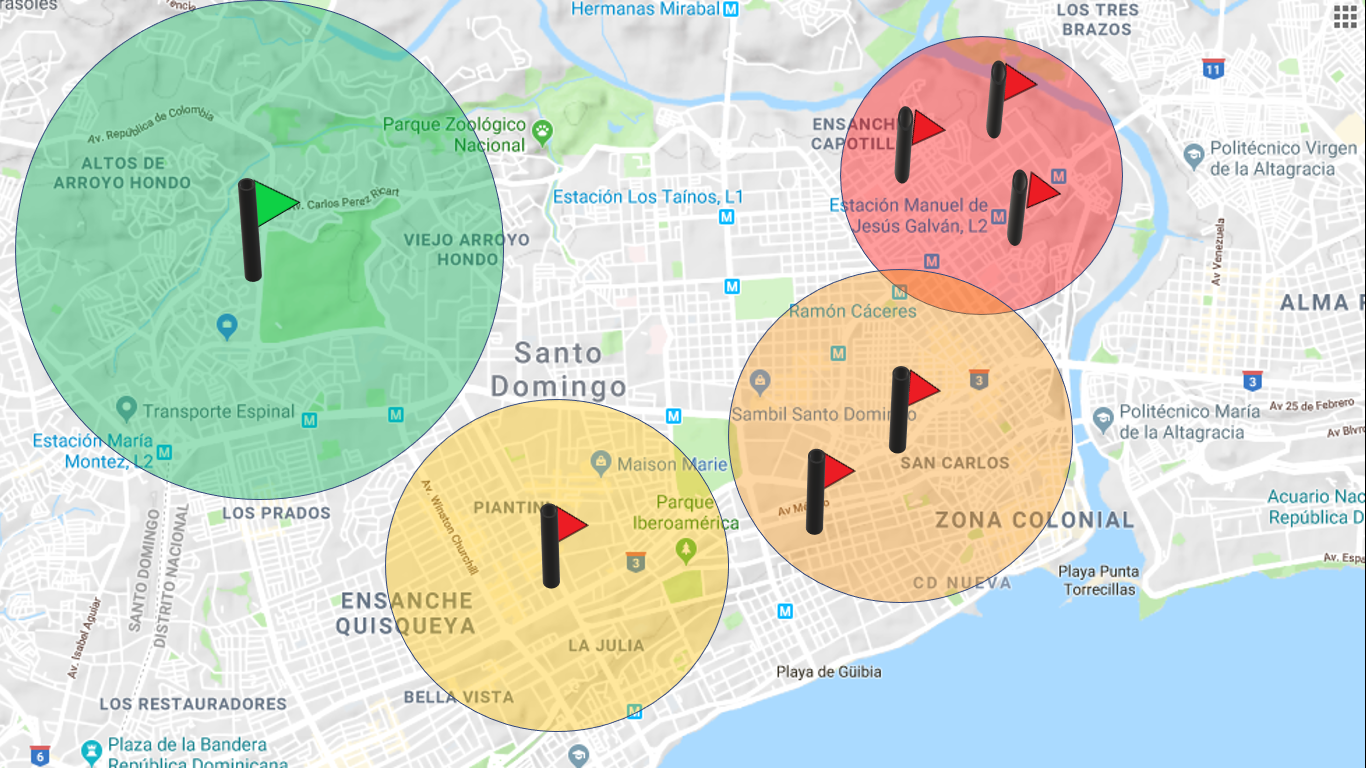 rasoles
rencio
Hermanas Mirabal
M
LOS TRES
BRAZOS
11
Av. República de Colombia
Parque Zoológico
Nacional
ENSANCHE
CAPOTILL
Politécnico Virgen
de la Altagracia
ALTOS DE
ARROYO HONDO
Av. Carlos Perez Ricart
Estación Los Taínos, L1
M
M
Estación Manuel de
Jesús Galván, L2
M
VIEJO ARROYO
HONDO
Av Venezuela
M
M
M
ALMA R
Ramón Cáceres
Santo
Domingo
M
3
3
Transporte Espinal
M
M
M
Sambil Santo Domingo
Av 25 de Febrero
Politécnico María
de la Altagracia
Av Blvr
Estación María
Montez, L2
M
Maison Marie
SAN CARLOS
Av. Winston Churchill
PIANTINI
Parque
Iberoamérica
Av Mé
ZONA COLONIAL
Acuario Nac
República D
LOS PRADOS
SANTO DOMINGO
DISTRITO NACIONAL
3
Av. Espa
Playa Punta
Torrecillas
CD NUEVA
ENSANCHE
QUISQUEYA
M
Av. Isabel Aguiar
LA JULIA
Playa de Güibia
BELLA VISTA
LOS RESTAURADORES
M
6
Plaza de la Bandera
República Dominicana